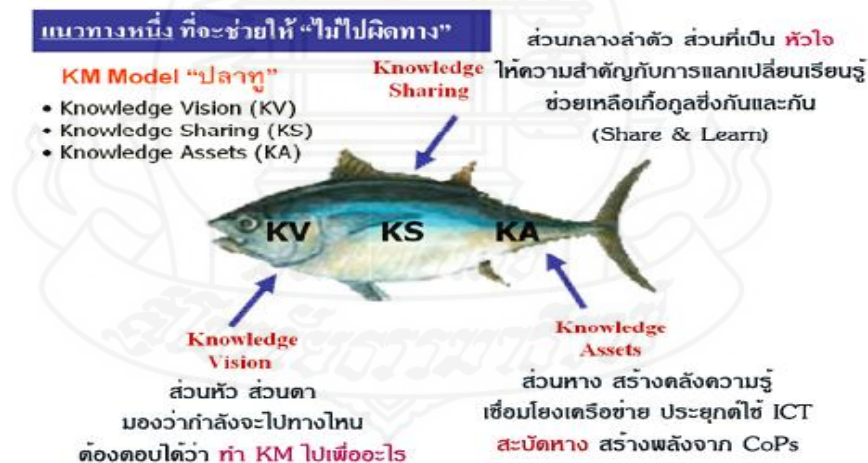 แนวทางหนึ่ง ที่จะช่วยให้ “ไม่ไปผิดทาง”
KM Model “ปลาทู”
• Knowledge Vision (KV)
• Knowledge Sharing (KS)
• Knowledge Assets (KA)
Knowledge
Sharing
ส่วนกลางลำตัว ส่วนที่เป็น หัวใจ
ให้ความสำคัญกับการแลกเปลี่ยนเรียนรู้
ช่วยเหลือเกื้อกูลซึ่งกันและกัน
(Share & Learn)
KV KS KA
Knowledge
Vision
ส่วนหัว ส่วนตา
มองว่ากำลังจะไปทางไหน
ต้องตอบได้ว่า ทำ KM ไปเพื่ออะไร
Knowledge
Assets
ส่วนหาง สร้างคลังความรู้
เชื่อมโยงเครือข่าย ประยุกต์ใช้ ICT
สะบัดหาง สร้างพลังจาก CoPs